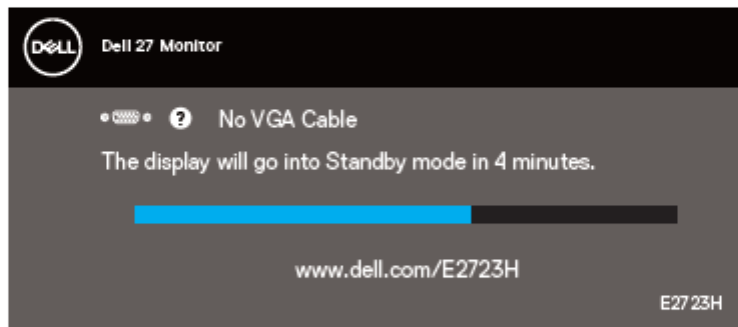 DELL
Dell 27 Monitor
? No VGA Cable
The display will go into Standby mode in 4 minutes.
www.dell.com/E2723H
E2723H